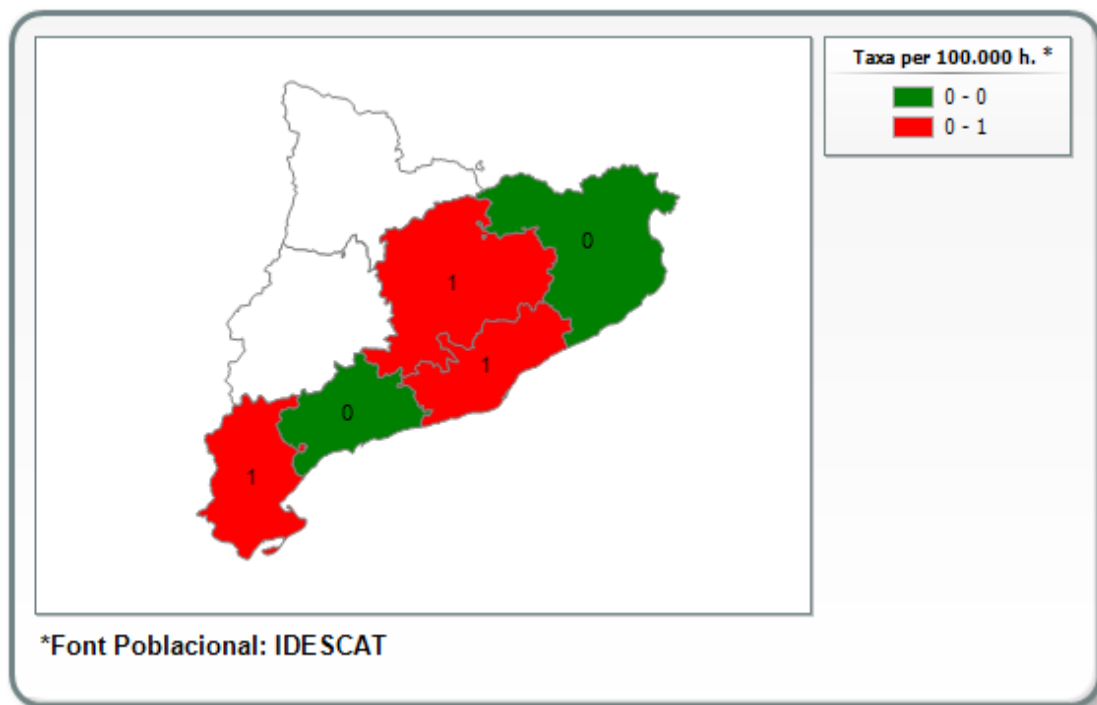 Taxa per 100.000 h. *
0 - 0
0 - 1
0
1
1
0
1
*Font Poblacional: IDESCAT